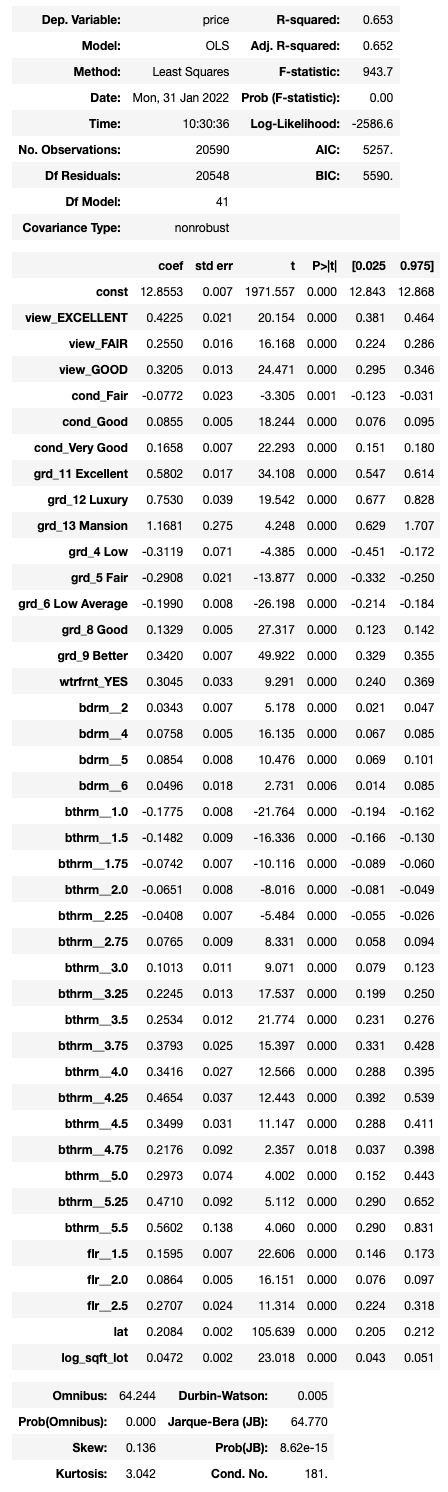 Dep. Variable: price R-squared: 0.653
Model: OLS Adj. R-squared: 0.652
Method: Least Squares F-statistic: 943.7
Date: Mon, 31 Jan 2022 Prob (F-statistic): 0.00
Time: 10:30:36 Log-Likelihood: -2586.6
No. Observations: 20590 AIC: 5257.
Df Residuals: 20548 BIC: 5590.
Df Model: 41
Covariance Type: nonrobust
coef std err t P>|t| [0.025 0.975]
const 12.8553 0.007 1971.557 0.000 12.843 12.868
view_EXCELLENT 0.4225 0.021 20.154 0.000 0.381 0.464
view_FAIR 0.2550 0.016 16.168 0.000 0.224 0.286
view_GOOD 0.3205 0.013 24.471 0.000 0.295 0.346
cond_Fair -0.0772 0.023 -3.305 0.001 -0.123 -0.031
cond_Good 0.0855 0.005 18.244 0.000 0.076 0.095
cond_Very Good 0.1658 0.007 22.293 0.000 0.151 0.180
grd_11 Excellent 0.5802 0.017 34.108 0.000 0.547 0.614
grd_12 Luxury 0.7530 0.039 19.542 0.000 0.677 0.828
grd_13 Mansion 1.1681 0.275 4.248 0.000 0.629 1.707
grd_4 Low -0.3119 0.071 -4.385 0.000 -0.451 -0.172
grd_5 Fair -0.2908 0.021 -13.877 0.000 -0.332 -0.250
grd_6 Low Average -0.1990 0.008 -26.198 0.000 -0.214 -0.184
grd_8 Good 0.1329 0.005 27.317 0.000 0.123 0.142
grd_9 Better 0.3420 0.007 49.922 0.000 0.329 0.355
wtrfrnt_YES 0.3045 0.033 9.291 0.000 0.240 0.369
bdrm__2 0.0343 0.007 5.178 0.000 0.021 0.047
bdrm__4 0.0758 0.005 16.135 0.000 0.067 0.085
bdrm__5 0.0854 0.008 10.476 0.000 0.069 0.101
bdrm__6 0.0496 0.018 2.731 0.006 0.014 0.085
bthrm__1.0 -0.1775 0.008 -21.764 0.000 -0.194 -0.162
bthrm__1.5 -0.1482 0.009 -16.336 0.000 -0.166 -0.130
bthrm__1.75 -0.0742 0.007 -10.116 0.000 -0.089 -0.060
bthrm__2.0 -0.0651 0.008 -8.016 0.000 -0.081 -0.049
bthrm__2.25 -0.0408 0.007 -5.484 0.000 -0.055 -0.026
bthrm__2.75 0.0765 0.009 8.331 0.000 0.058 0.094
bthrm__3.0 0.1013 0.011 9.071 0.000 0.079 0.123
bthrm__3.25 0.2245 0.013 17.537 0.000 0.199 0.250
bthrm__3.5 0.2534 0.012 21.774 0.000 0.231 0.276
bthrm__3.75 0.3793 0.025 15.397 0.000 0.331 0.428
bthrm__4.0 0.3416 0.027 12.566 0.000 0.288 0.395
bthrm__4.25 0.4654 0.037 12.443 0.000 0.392 0.539
bthrm__4.5 0.3499 0.031 11.147 0.000 0.288 0.411
bthrm__4.75 0.2176 0.092 2.357 0.018 0.037 0.398
bthrm__5.0 0.2973 0.074 4.002 0.000 0.152 0.443
bthrm__5.25 0.4710 0.092 5.112 0.000 0.290 0.652
bthrm__5.5 0.5602 0.138 4.060 0.000 0.290 0.831
flr__1.5 0.1595 0.007 22.606 0.000 0.146 0.173
flr__2.0 0.0864 0.005 16.151 0.000 0.076 0.097
flr__2.5 0.2707 0.024 11.314 0.000 0.224 0.318
lat 0.2084 0.002 105.639 0.000 0.205 0.212
log_sqft_lot 0.0472 0.002 23.018 0.000 0.043 0.051
Omnibus: 64.244 Durbin-Watson: 0.005
Prob(Omnibus): 0.000 Jarque-Bera (JB): 64.770
Skew: 0.136 Prob(JB): 8.62e-15
Kurtosis: 3.042 Cond. No. 181.